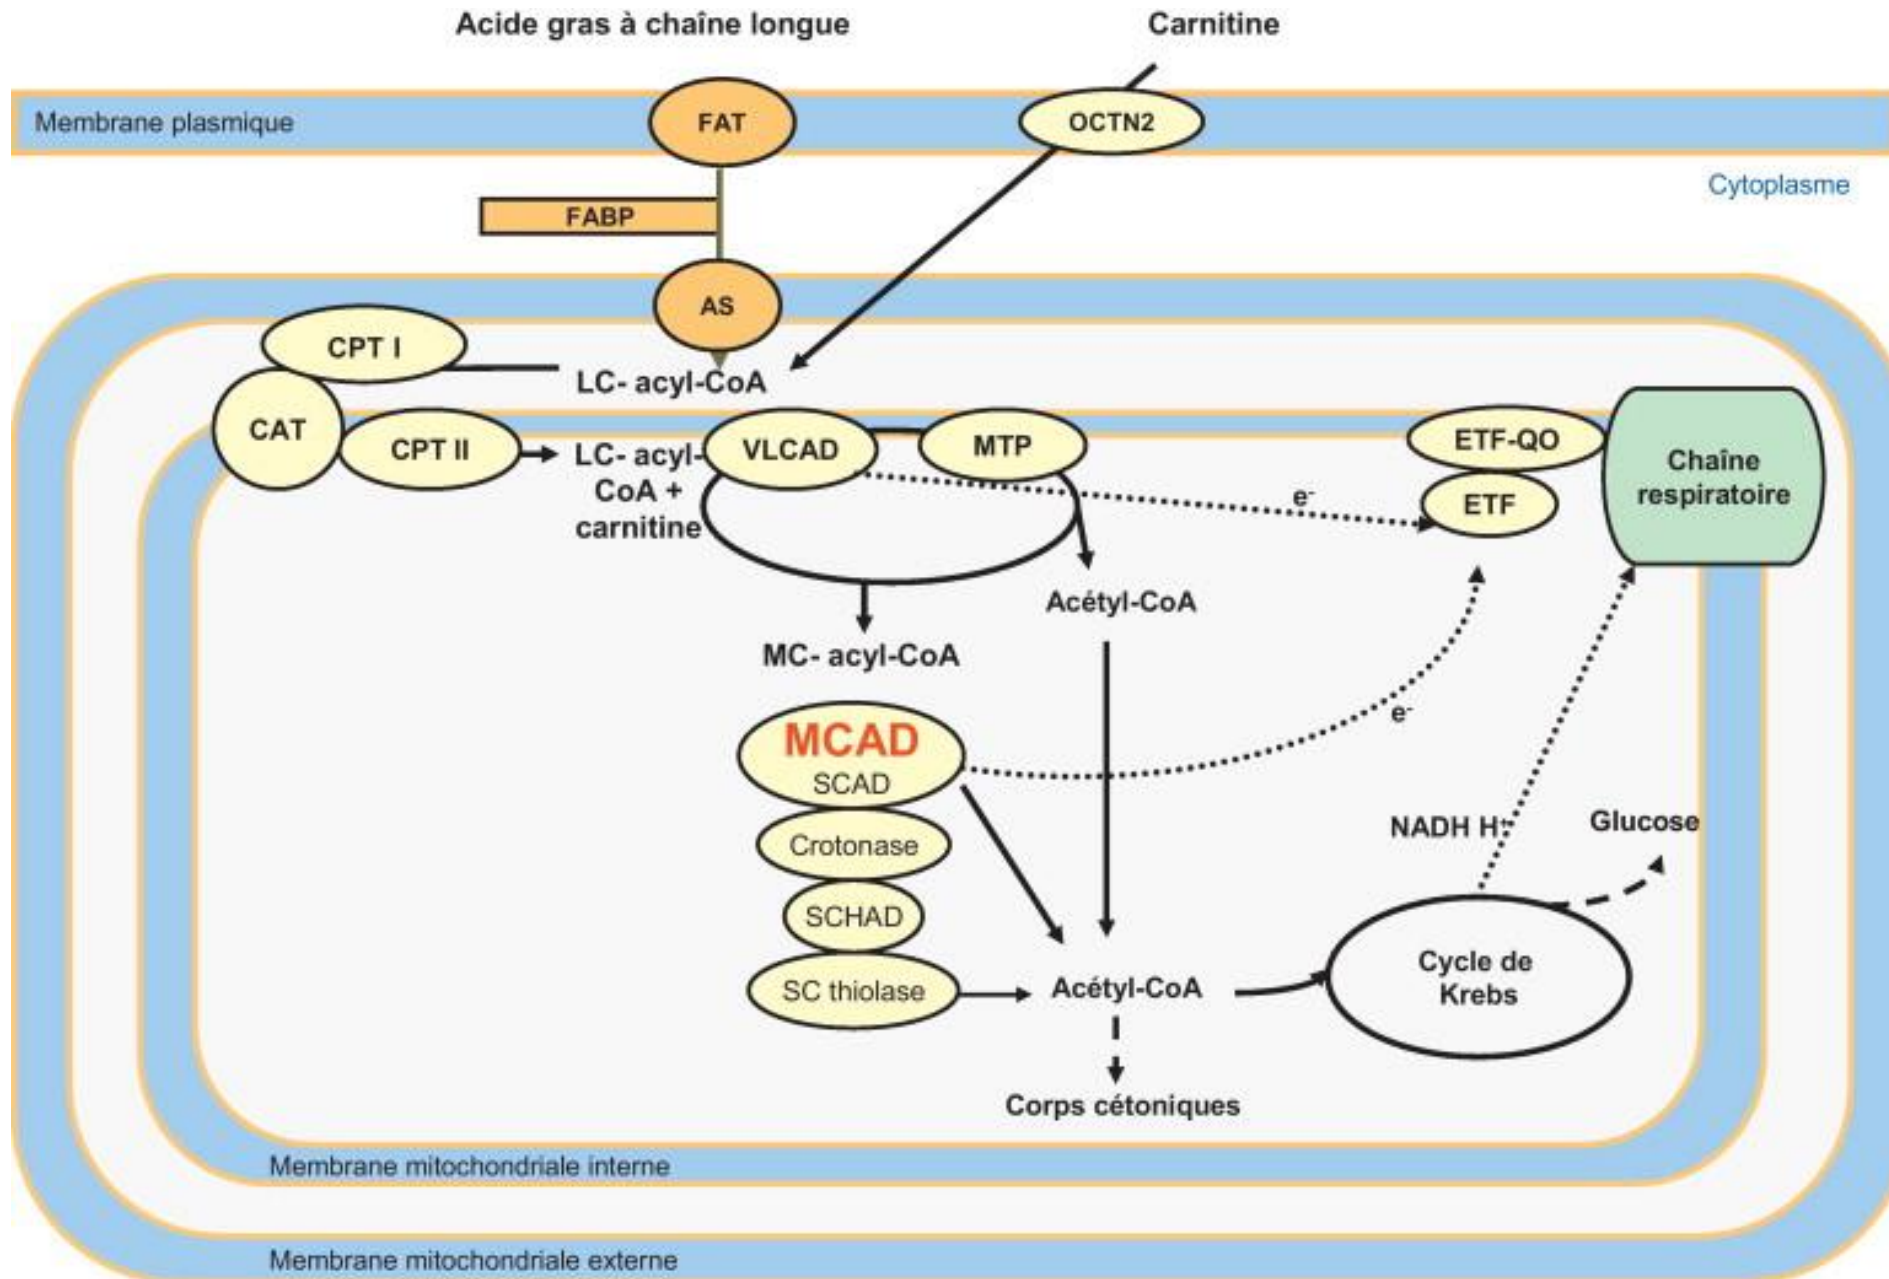 Acide gras à chaîne longue
Carnitine
Membrane plasmique
FAT
OCTN2
Cytoplasme
FABP
AS
CPT I
LC- acyl-CoA
CAT
CPT II
LC- acyl-
CoA +
carnitine
VLCAD
MTP
ETF-QO
ETF
Chaîne
respiratoire
e-
Acétyl-CoA
MC- acyl-CoA
MCAD
SCAD
e-
Crotonase
NADH H+
Glucose
SCHAD
SC thiolase
Acétyl-CoA
Cycle de
Krebs
Corps cétoniques
Membrane mitochondriale interne
Membrane mitochondriale externe